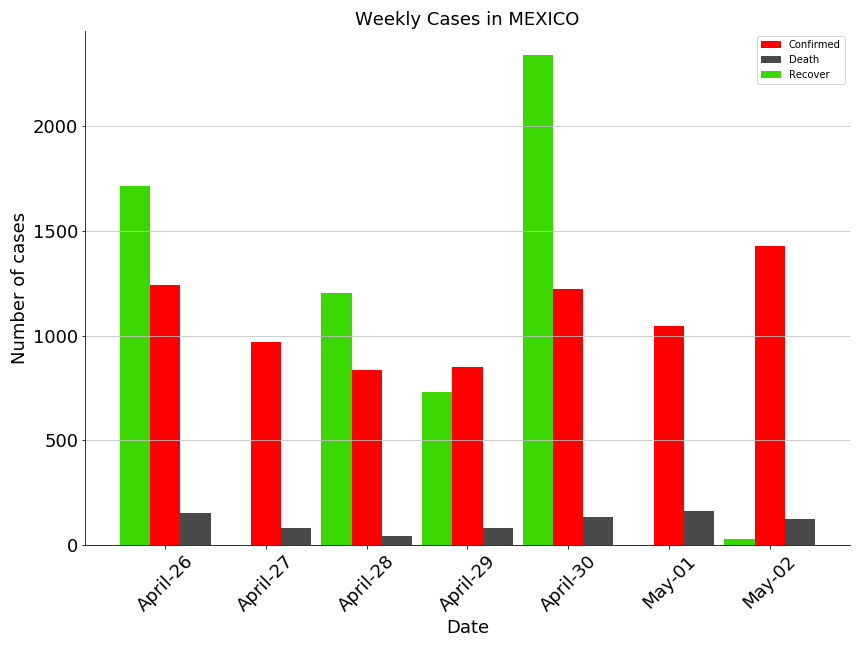 Weekly Cases in MEXICO
Confirmed
Death
Recover
Number of cases
2000
1500
1000
500
0
April-26
April-27
April-28
April-29
April-30
May-01
May-02
Date